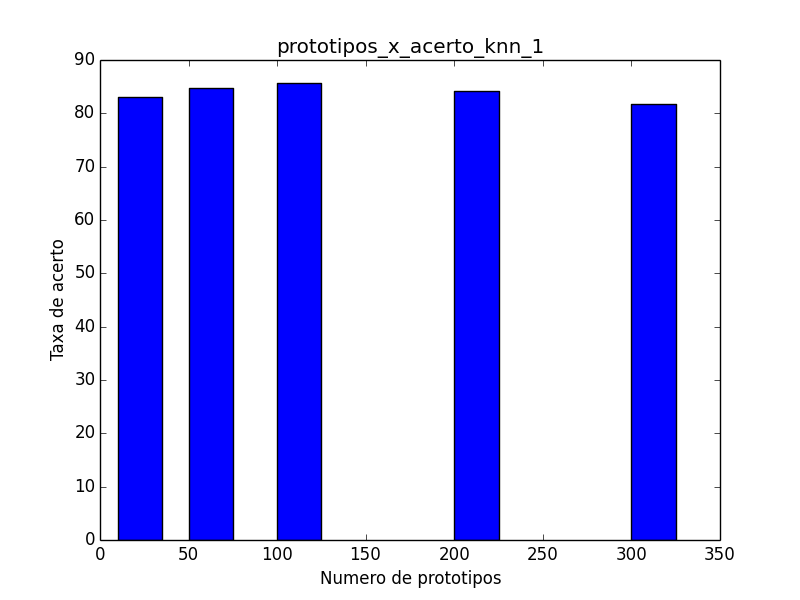 prototipos_x_acerto_knn_1
90
80
70
60
50
40
30
20
10
0
Taxa de acerto
0 50 100 150 200 250 300 350
Numero de prototipos